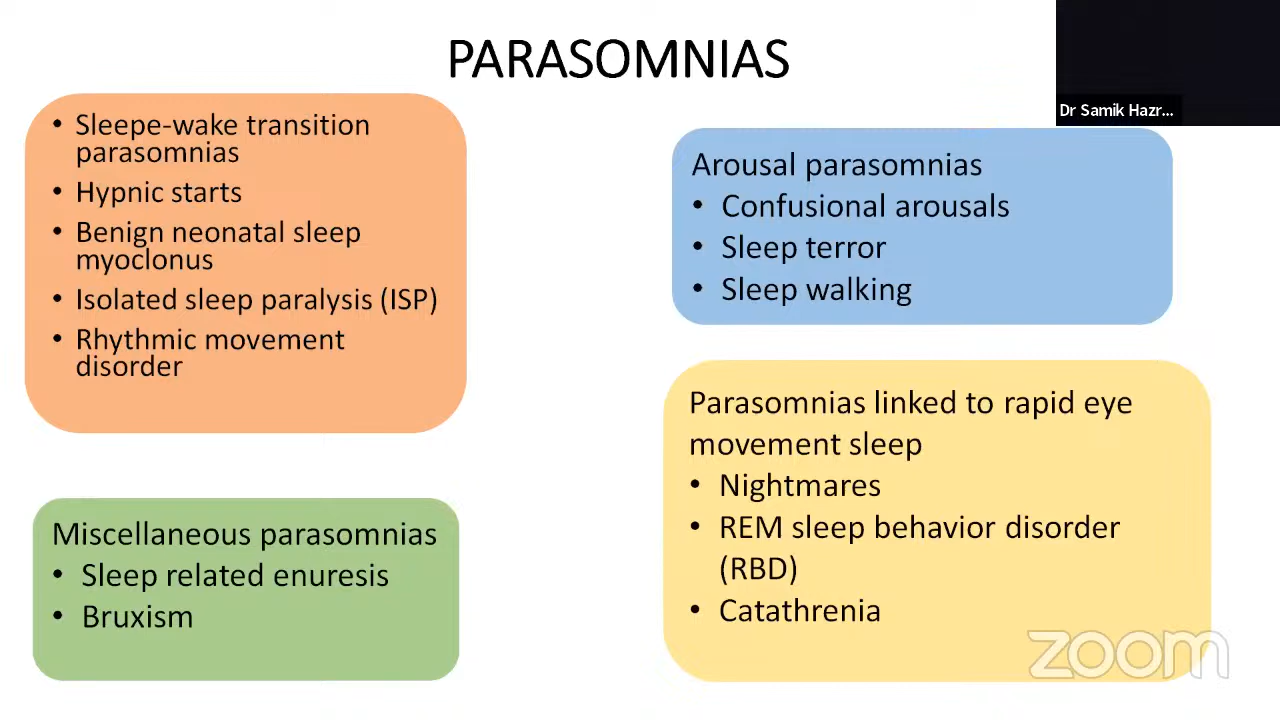 PARASOMNIAS
Dr Samik Hazr...
• Sleepe-wake transition
parasomnias
• Hypnic starts
• Benign neonatal sleep
myoclonus
• Isolated sleep paralysis (ISP)
• Rhythmic movement
disorder
Arousal parasomnias
• Confusional arousals
• Sleep terror
• Sleep walking
Miscellaneous parasomnias
• Sleep related enuresis
• Bruxism
Parasomnias linked to rapid eye
movement sleep
• Nightmares
• REM sleep behavior disorder
(RBD)
• Catathrenia
zoom